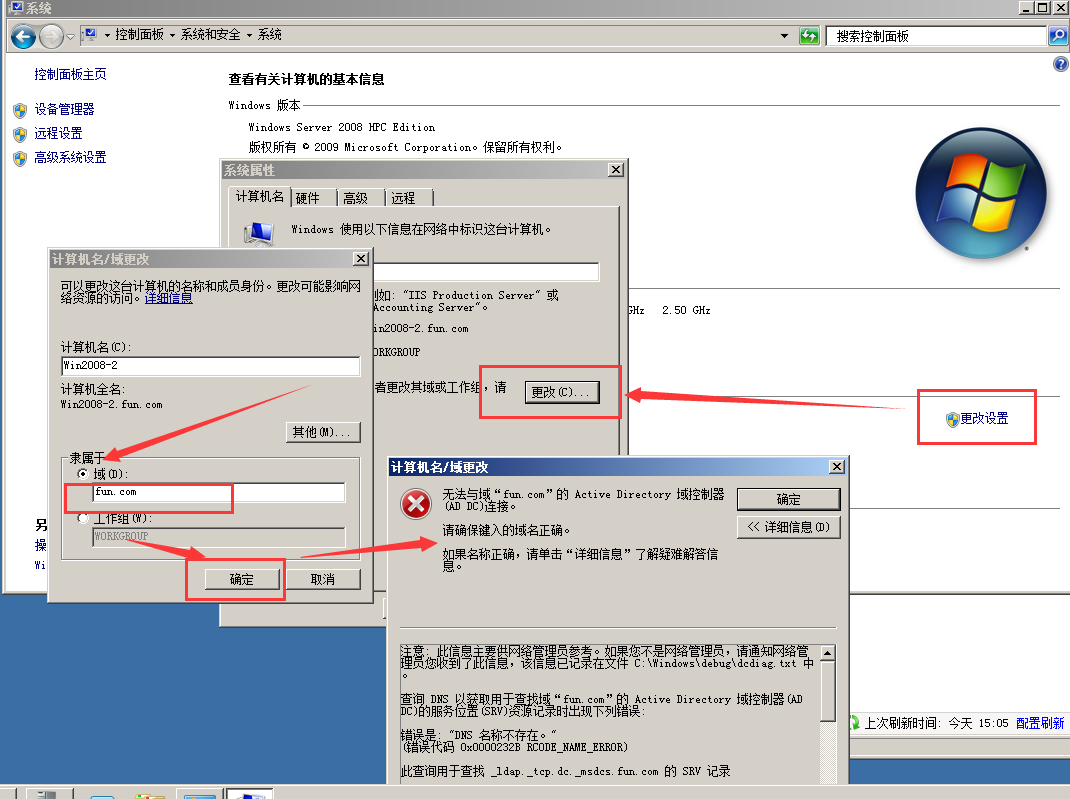 系统
控制面板 系统和安全 系统
搜索控制面板
控制面板主页
设备管理器
远程设置
高级系统设置
查看有关计算机的基本信息
Windows 版本
Windows Server 2008 HPC Edition
版权所有 © 2009 Microsoft Corporation。保留所有权利。
GHz 2.50 GHz
更改设置
系统属性
计算机名 硬件 高级 远程
Windows 使用以下信息在网络中标识这台计算机。
例如: "IIS Production Server" 或
Accounting Server"。
in2008-2.fun.com
ORKGROUP
者更改其域或工作组，请
更改(C)...
计算机名/域更改
可以更改这台计算机的名称和成员身份。更改可能影响网
络资源的访问。详细信息
计算机名(C):
Win2008-2
计算机全名:
Win2008-2.fun.com
其他(M)...
隶属于
域(D):
fun.com
工作组(W):
WORKGROUP
确定 取消
另
操
Wi
计算机名/域更改
无法与域“fun.com”的 Active Directory 域控制器
(AD DC)连接。
请确保键入的域名正确。
如果名称正确，请单击“详细信息”了解疑难解答信
息。
确定
<< 详细信息(D)
注意: 此信息主要供网络管理员参考。如果您不是网络管理员，请通知网络管
理员您收到了此信息，该信息已记录在文件 C:\Windows\debug\dcdiag.txt 中
。
查询 DNS 以获取用于查找域“fun.com”的 Active Directory 域控制器(AD
DC)的服务位置(SRV)资源记录时出现下列错误:
错误是: "DNS 名称不存在。"
(错误代码 0x0000232B RCODE_NAME_ERROR)
此查询用于查找 _ldap._tcp.dc._msdcs.fun.com 的 SRV 记录
上次刷新时间: 今天 15:05 配置刷新